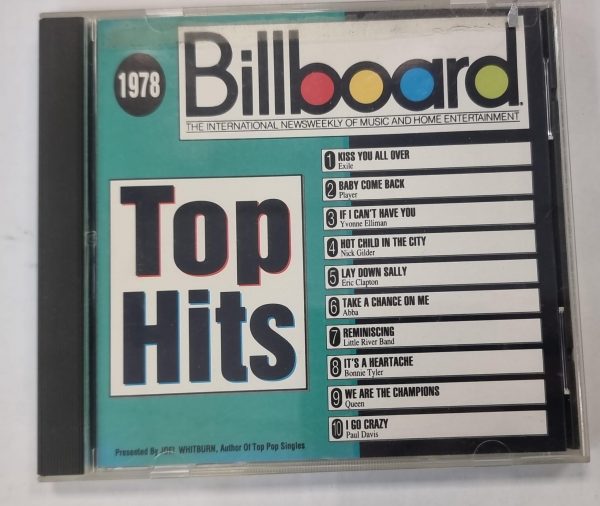 1978
Billboard®
THE INTERNATIONAL NEWSWEEKLY OF MUSIC AND HOME ENTERTAINMENT
Top
Hits
1 KISS YOU ALL OVER
Exile
2 BABY COME BACK
Player
3 IF I CAN'T HAVE YOU
Yvonne Elliman
4 HOT CHILD IN THE CITY
Nick Gilder
5 LAY DOWN SALLY
Eric Clapton
6 TAKE A CHANCE ON ME
Abba
7 REMINISCING
Little River Band
8 IT'S A HEARTACHE
Bonnie Tyler
9 WE ARE THE CHAMPIONS
Queen
10 I GO CRAZY
Paul Davis
Presented By JOEL WHITBURN, Author Of Top Pop Singles